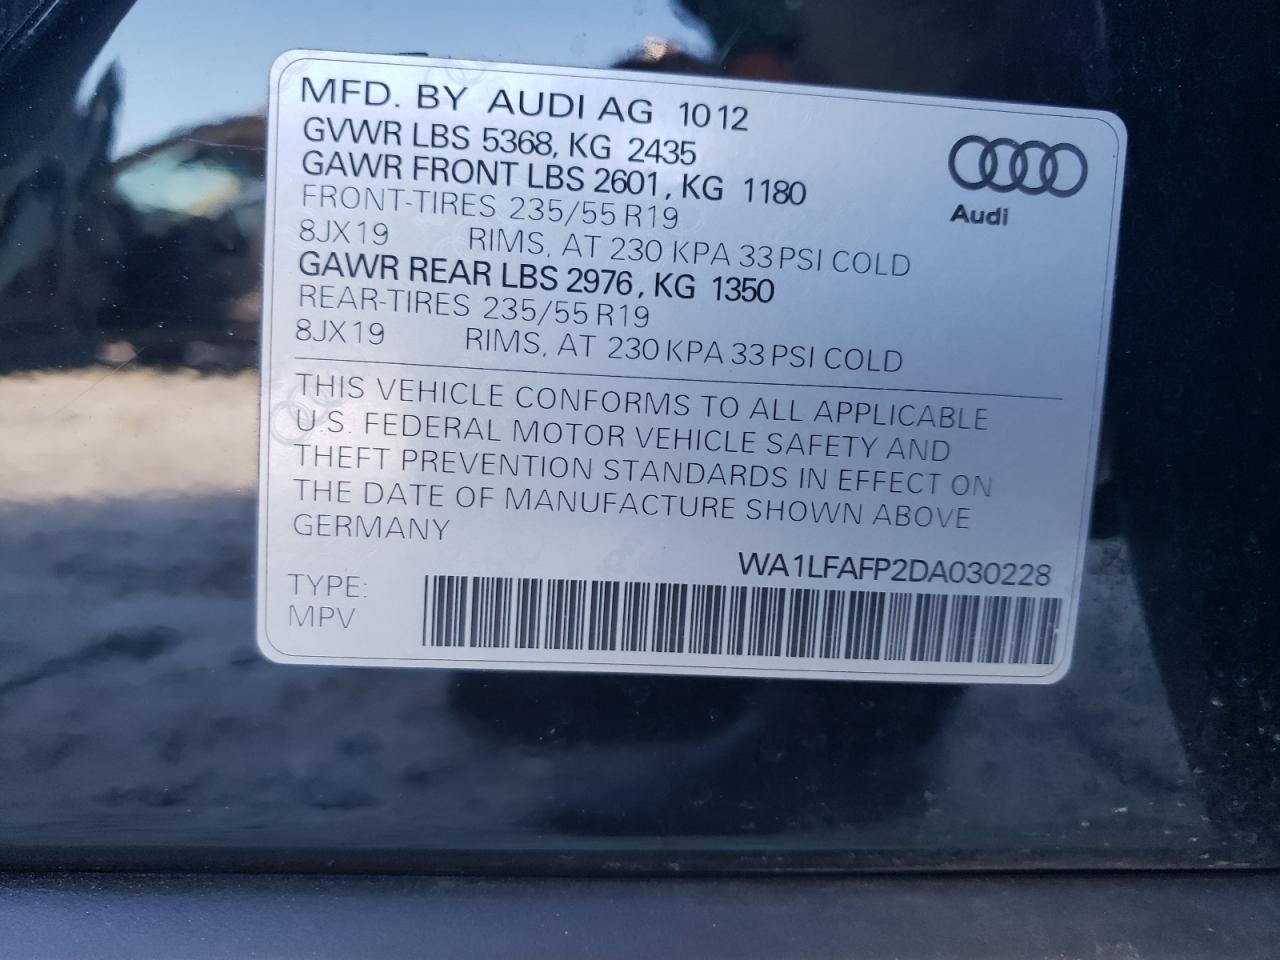 MFD. BY AUDI AG 10 12
GVWR LBS 5368, KG 2435
GAWR FRONT LBS 2601, KG 1180
FRONT-TIRES 235/55 R19
8JX19 RIMS, AT 230 KPA 33 PSI COLD
GAWR REAR LBS 2976, KG 1350
REAR-TIRES 235/55 R19
8JX19 RIMS, AT 230 KPA 33 PSI COLD
Audi
THIS VEHICLE CONFORMS TO ALL APPLICABLE
U.S. FEDERAL MOTOR VEHICLE SAFETY AND
THEFT PREVENTION STANDARDS IN EFFECT ON
THE DATE OF MANUFACTURE SHOWN ABOVE
GERMANY
WA1LFAFP2DA030228
TYPE:
MPV